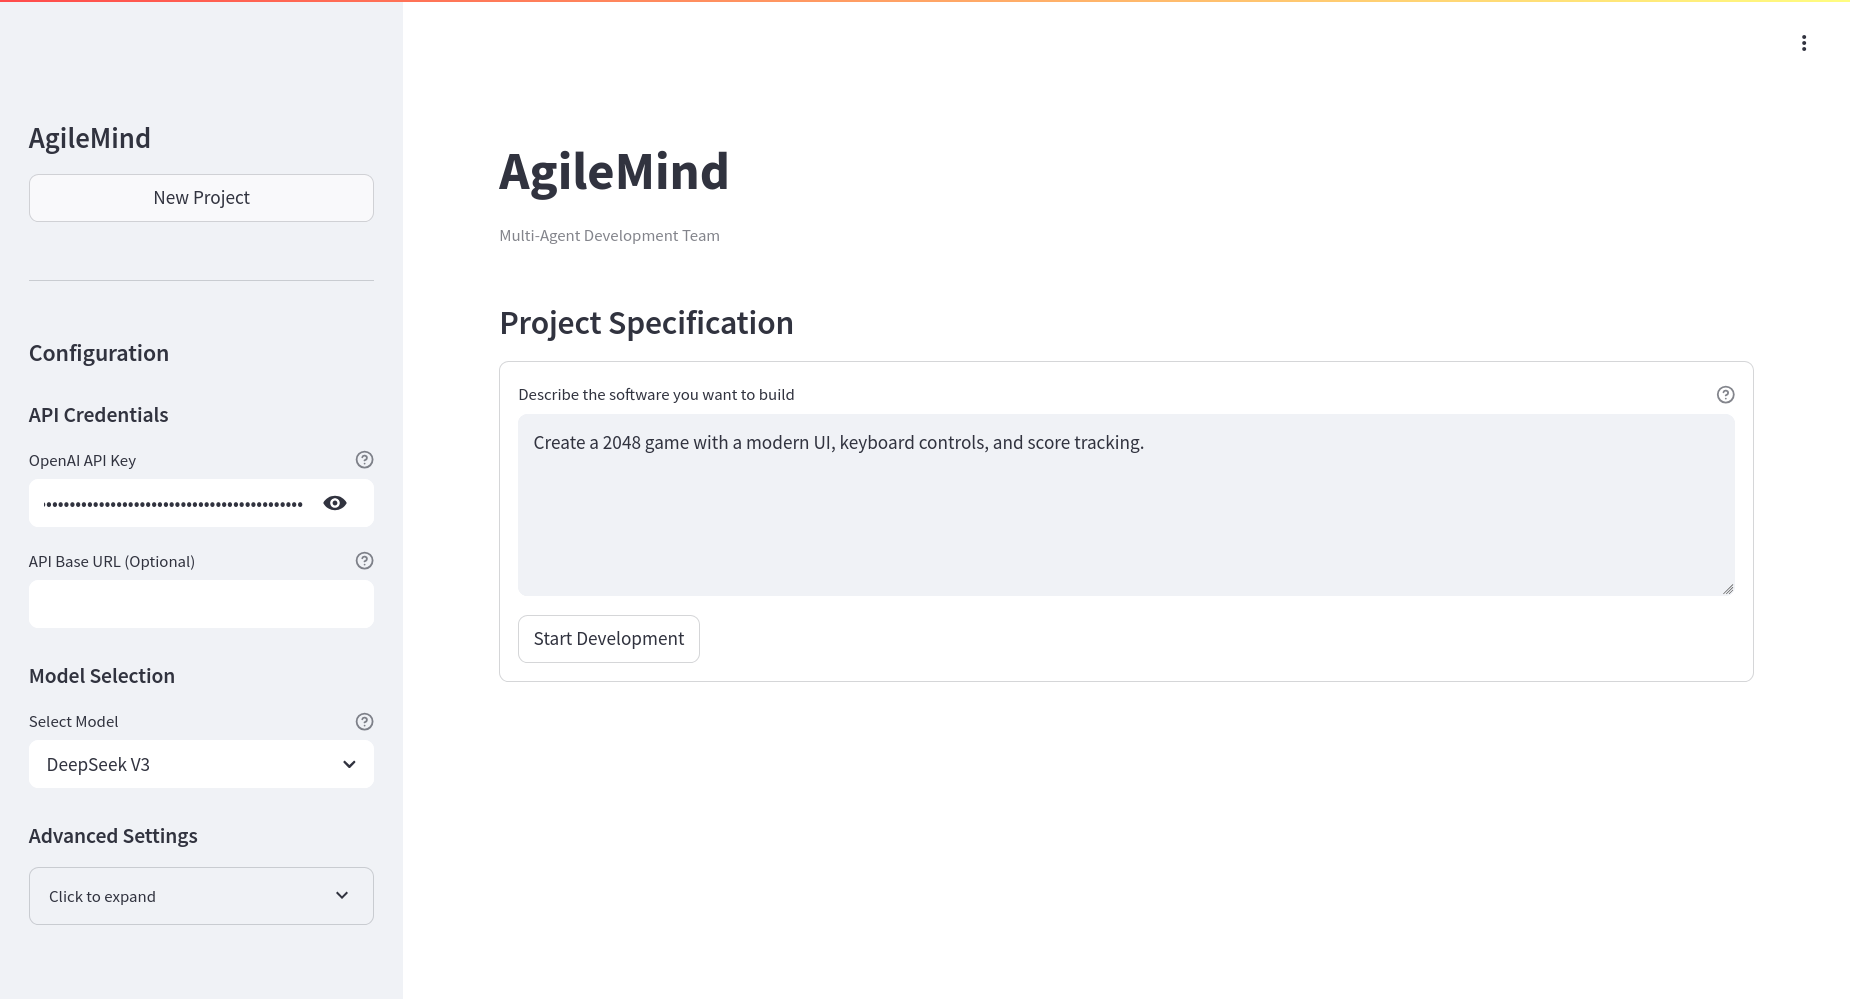 AgileMind
New Project
Configuration
API Credentials
OpenAI API Key
••••••••••••••••••••••••••••••••••••••••••••
API Base URL (Optional)
Model Selection
Select Model
DeepSeek V3
Advanced Settings
Click to expand
AgileMind
Multi-Agent Development Team
Project Specification
Describe the software you want to build
Create a 2048 game with a modern UI, keyboard controls, and score tracking.
Start Development